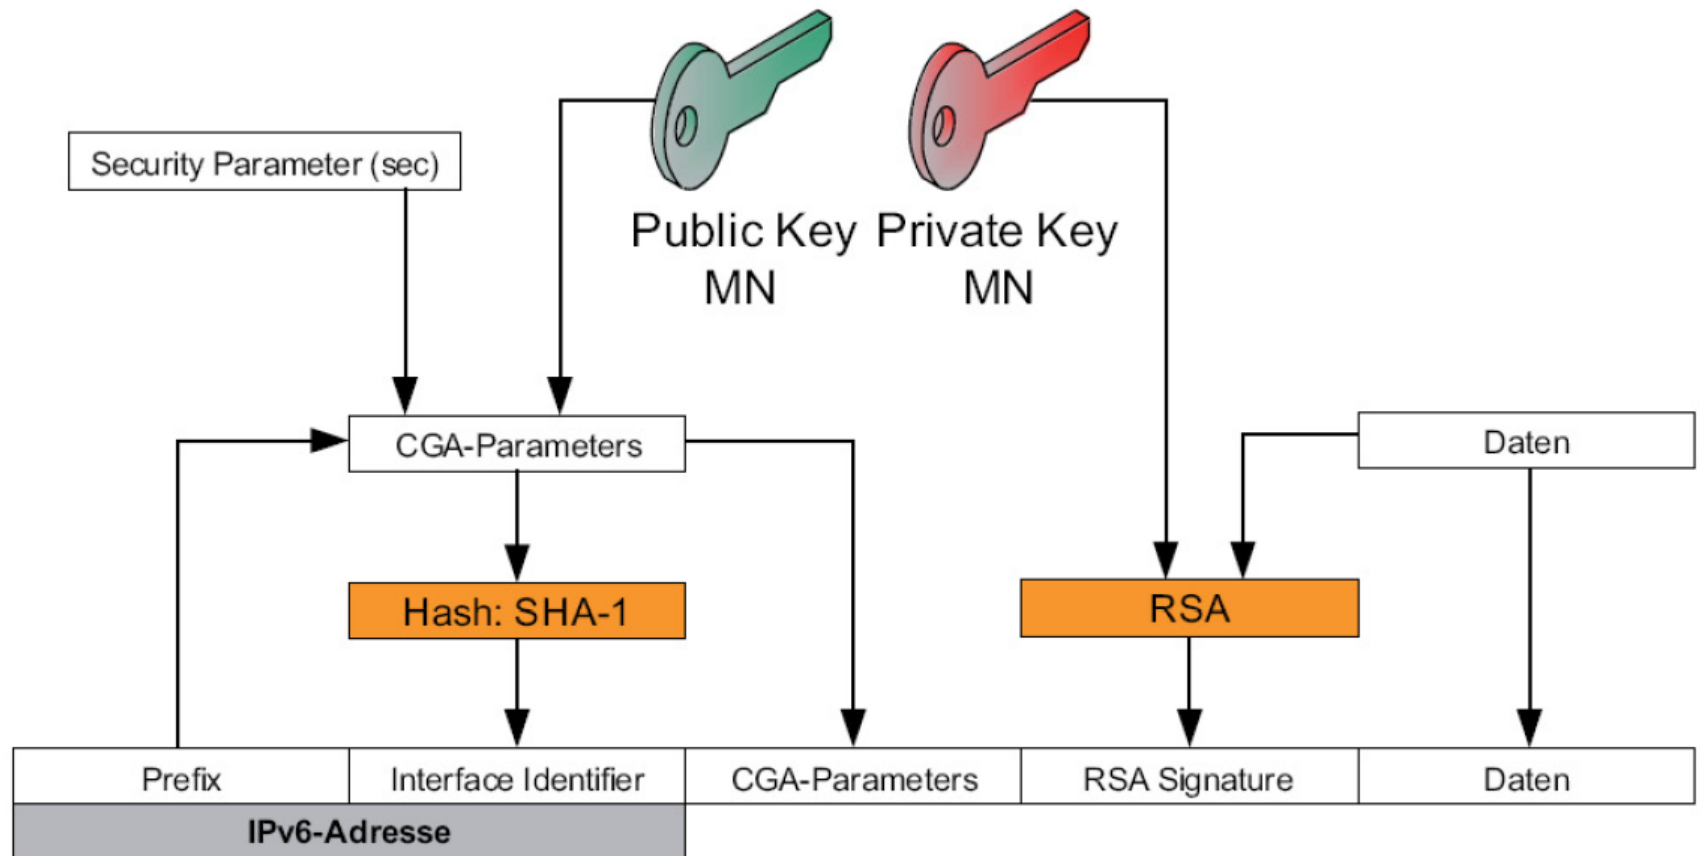 Security Parameter (sec)
Public Key
MN
Private Key
MN
CGA-Parameters
Daten
Hash: SHA-1
RSA
Prefix
Interface Identifier
CGA-Parameters
RSA Signature
Daten
IPv6-Adresse